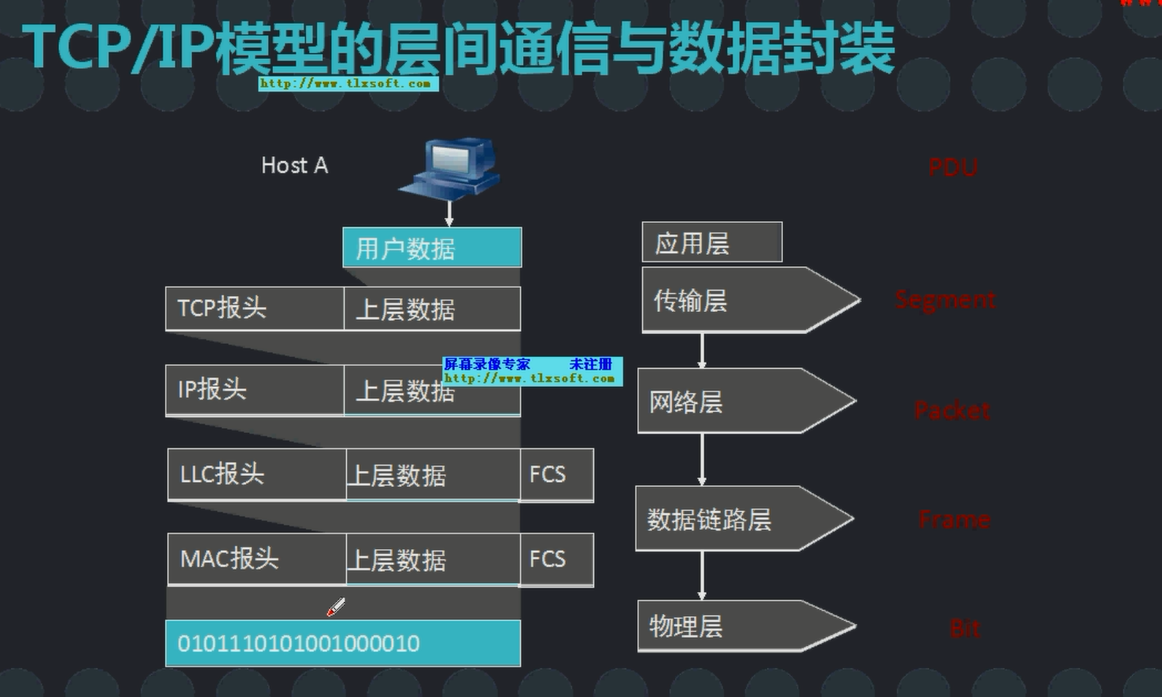 TCP/IP模型的层间通信与数据封装
http://www.tlxsoft.com
Host A
PDU
用户数据
应用层
TCP报头
上层数据
传输层
Segment
屏幕录像专家 未注册
http://www.tlxsoft.com
IP报头
上层数据
网络层
Packet
LLC报头
上层数据
FCS
数据链路层
Frame
MAC报头
上层数据
FCS
0101110101001000010
物理层
Bit